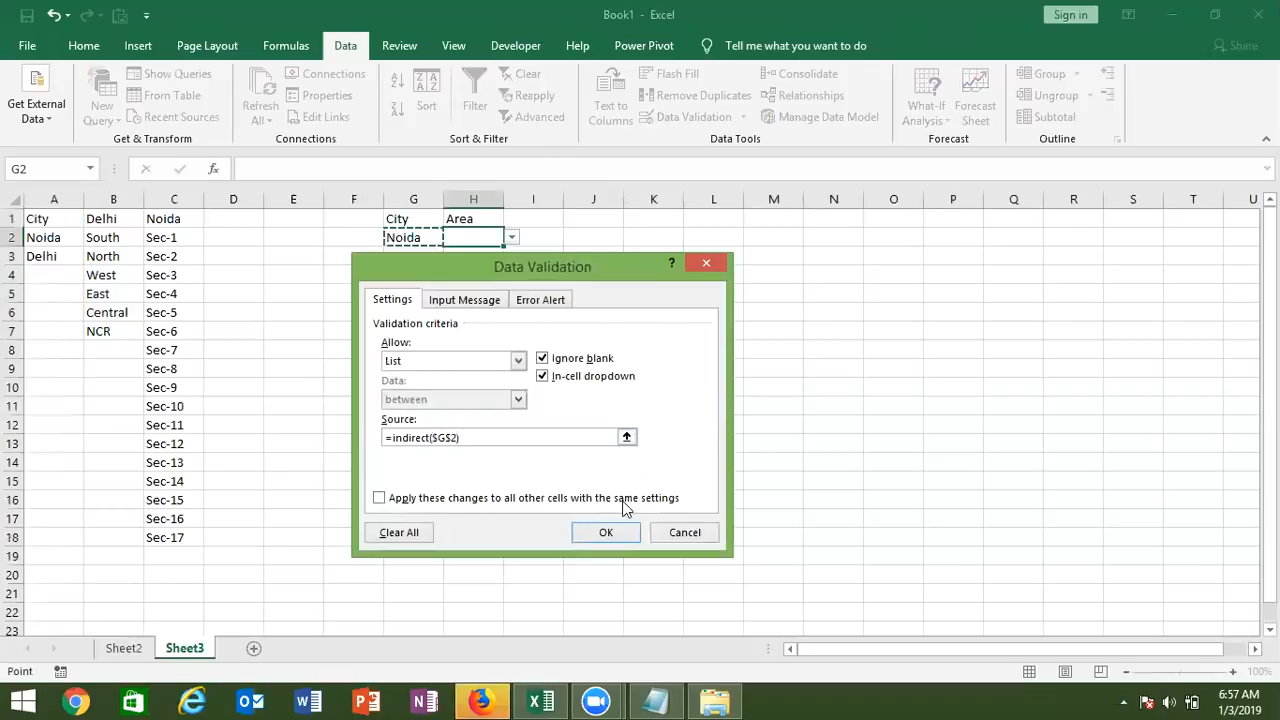 Book1 - Excel
Sign in
File Home Insert Page Layout Formulas Data Review View Developer Help Power Pivot Tell me what you want to do Share
Get External Data
New Query
Show Queries
From Table
Recent Sources
Get & Transform
Refresh All
Connections
Properties
Edit Links
Connections
Sort
Filter
Clear
Reapply
Advanced
Sort & Filter
Text to Columns
Flash Fill
Remove Duplicates
Data Validation
Consolidate
Relationships
Manage Data Model
Data Tools
What-If Analysis
Forecast Sheet
Forecast
Group
Ungroup
Subtotal
Outline
G2 fx
A B C D E F G H I J K L M N O P Q R S T U
1 City Delhi Noida City Area
2 Noida South Sec-1 Noida
3 Delhi North Sec-2
4 West Sec-3
5 East Sec-4
6 Central Sec-5
7 NCR Sec-6
8 Sec-7
9 Sec-8
10 Sec-9
11 Sec-10
12 Sec-11
13 Sec-12
14 Sec-13
15 Sec-14
16 Sec-15
17 Sec-16
18 Sec-17
19
20
21
22
23
Data Validation ?
Settings Input Message Error Alert
Validation criteria
Allow:
List
Ignore blank
In-cell dropdown
Data:
between
Source:
=indirect($G$2)
Apply these changes to all other cells with the same settings
Clear All OK Cancel
Sheet2 Sheet3
Point 100%
6:57 AM
1/3/2019